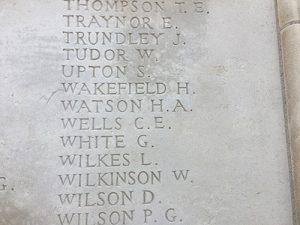 THOMPSON T. E.
TRAYNOR E.
TRUNDLEY J.
TUDOR W.
UPTON S.
WAKEFIELD H.
WATSON H.A.
WELLS C.E.
WHITE G.
WILKES L.
G. WILKINSON W.
WILSON D.
WILSON P. G.